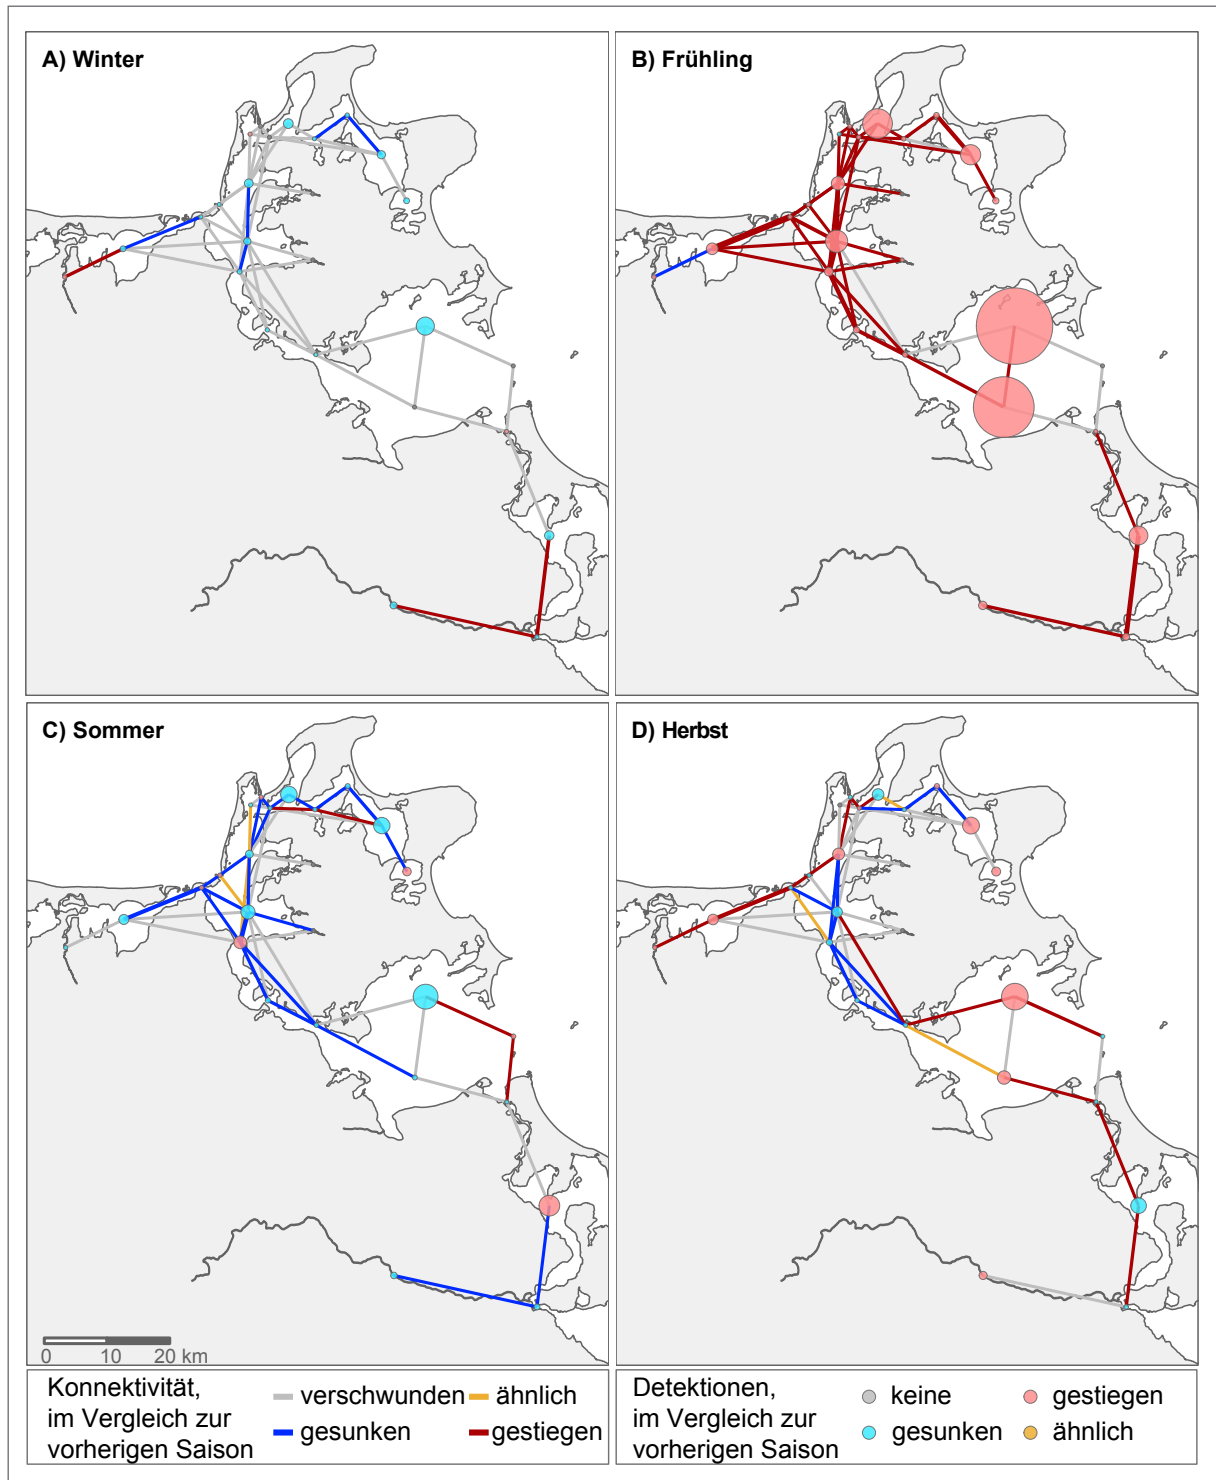 A) Winter
B) Frühling
C) Sommer
D) Herbst
0 10 20 km
Konnektivität,
im Vergleich zur
vorherigen Saison
verschwunden
ähnlich
gesunken
gestiegen
Detektionen,
im Vergleich zur
vorherigen Saison
keine
gestiegen
gesunken
ähnlich